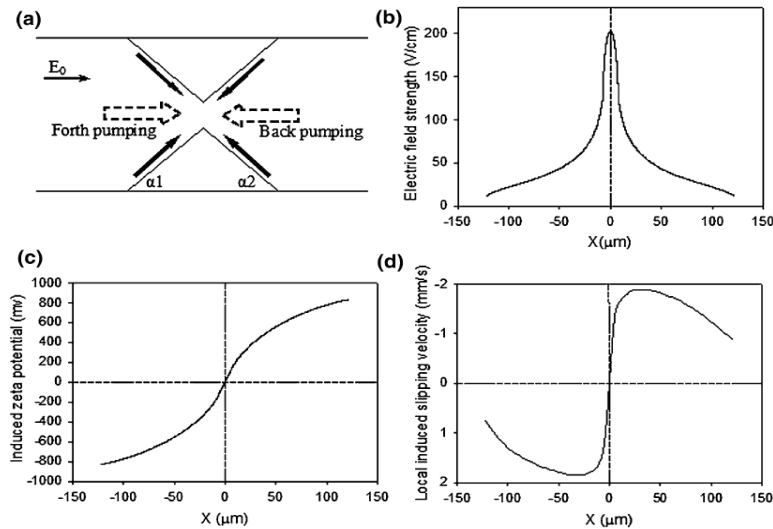 (a)
E0
Forth pumping
Back pumping
α1
α2
(b)
Electric field strength (V/cm)
200
150
100
50
0
-150
-100
-50
0
50
100
150
X(μm)
(c)
Induced zeta potential (mv)
1000
800
600
400
200
0
-200
-400
-600
-800
-1000
-150
-100
-50
0
50
100
150
X (μm)
(d)
Local induced slipping velocity (mm/s)
-2
-1
0
1
2
-150
-100
-50
0
50
100
150
X (μm)